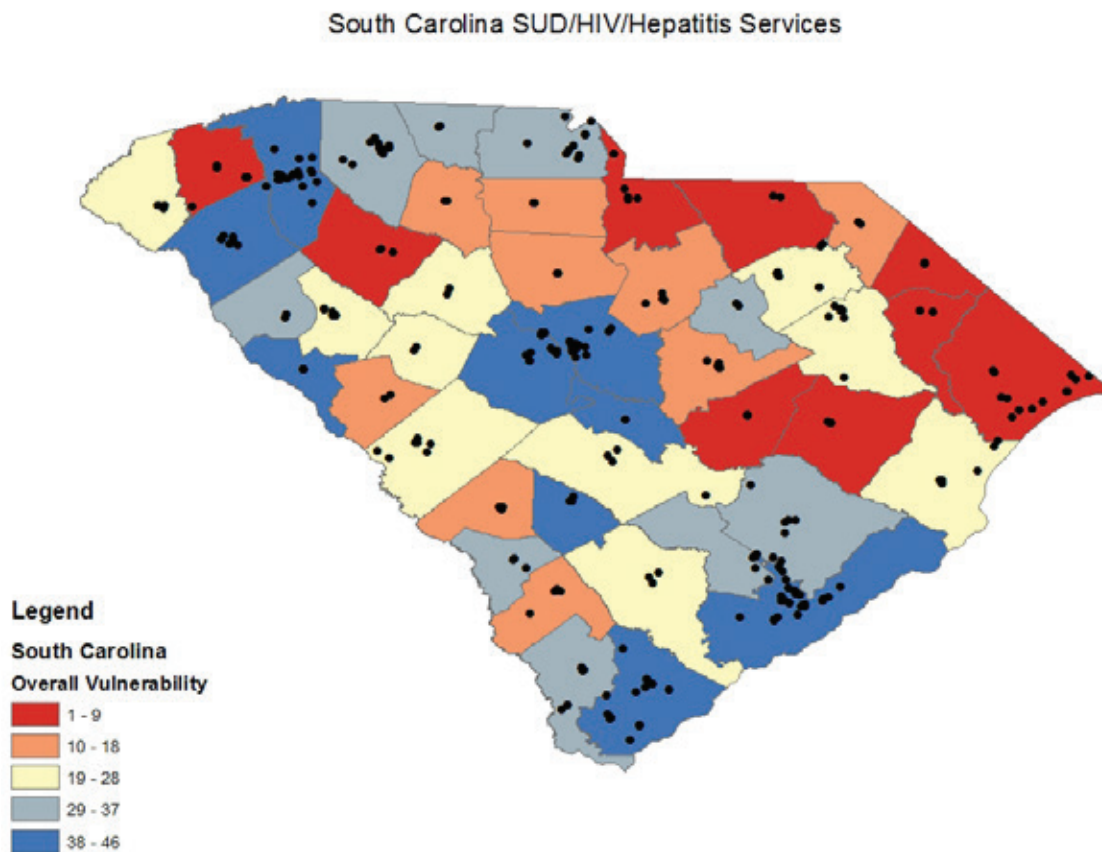 South Carolina SUD/HIV/Hepatitis Services
Legend
South Carolina
Overall Vulnerability
1 - 9
10 - 18
19 - 28
29 - 37
38 - 46